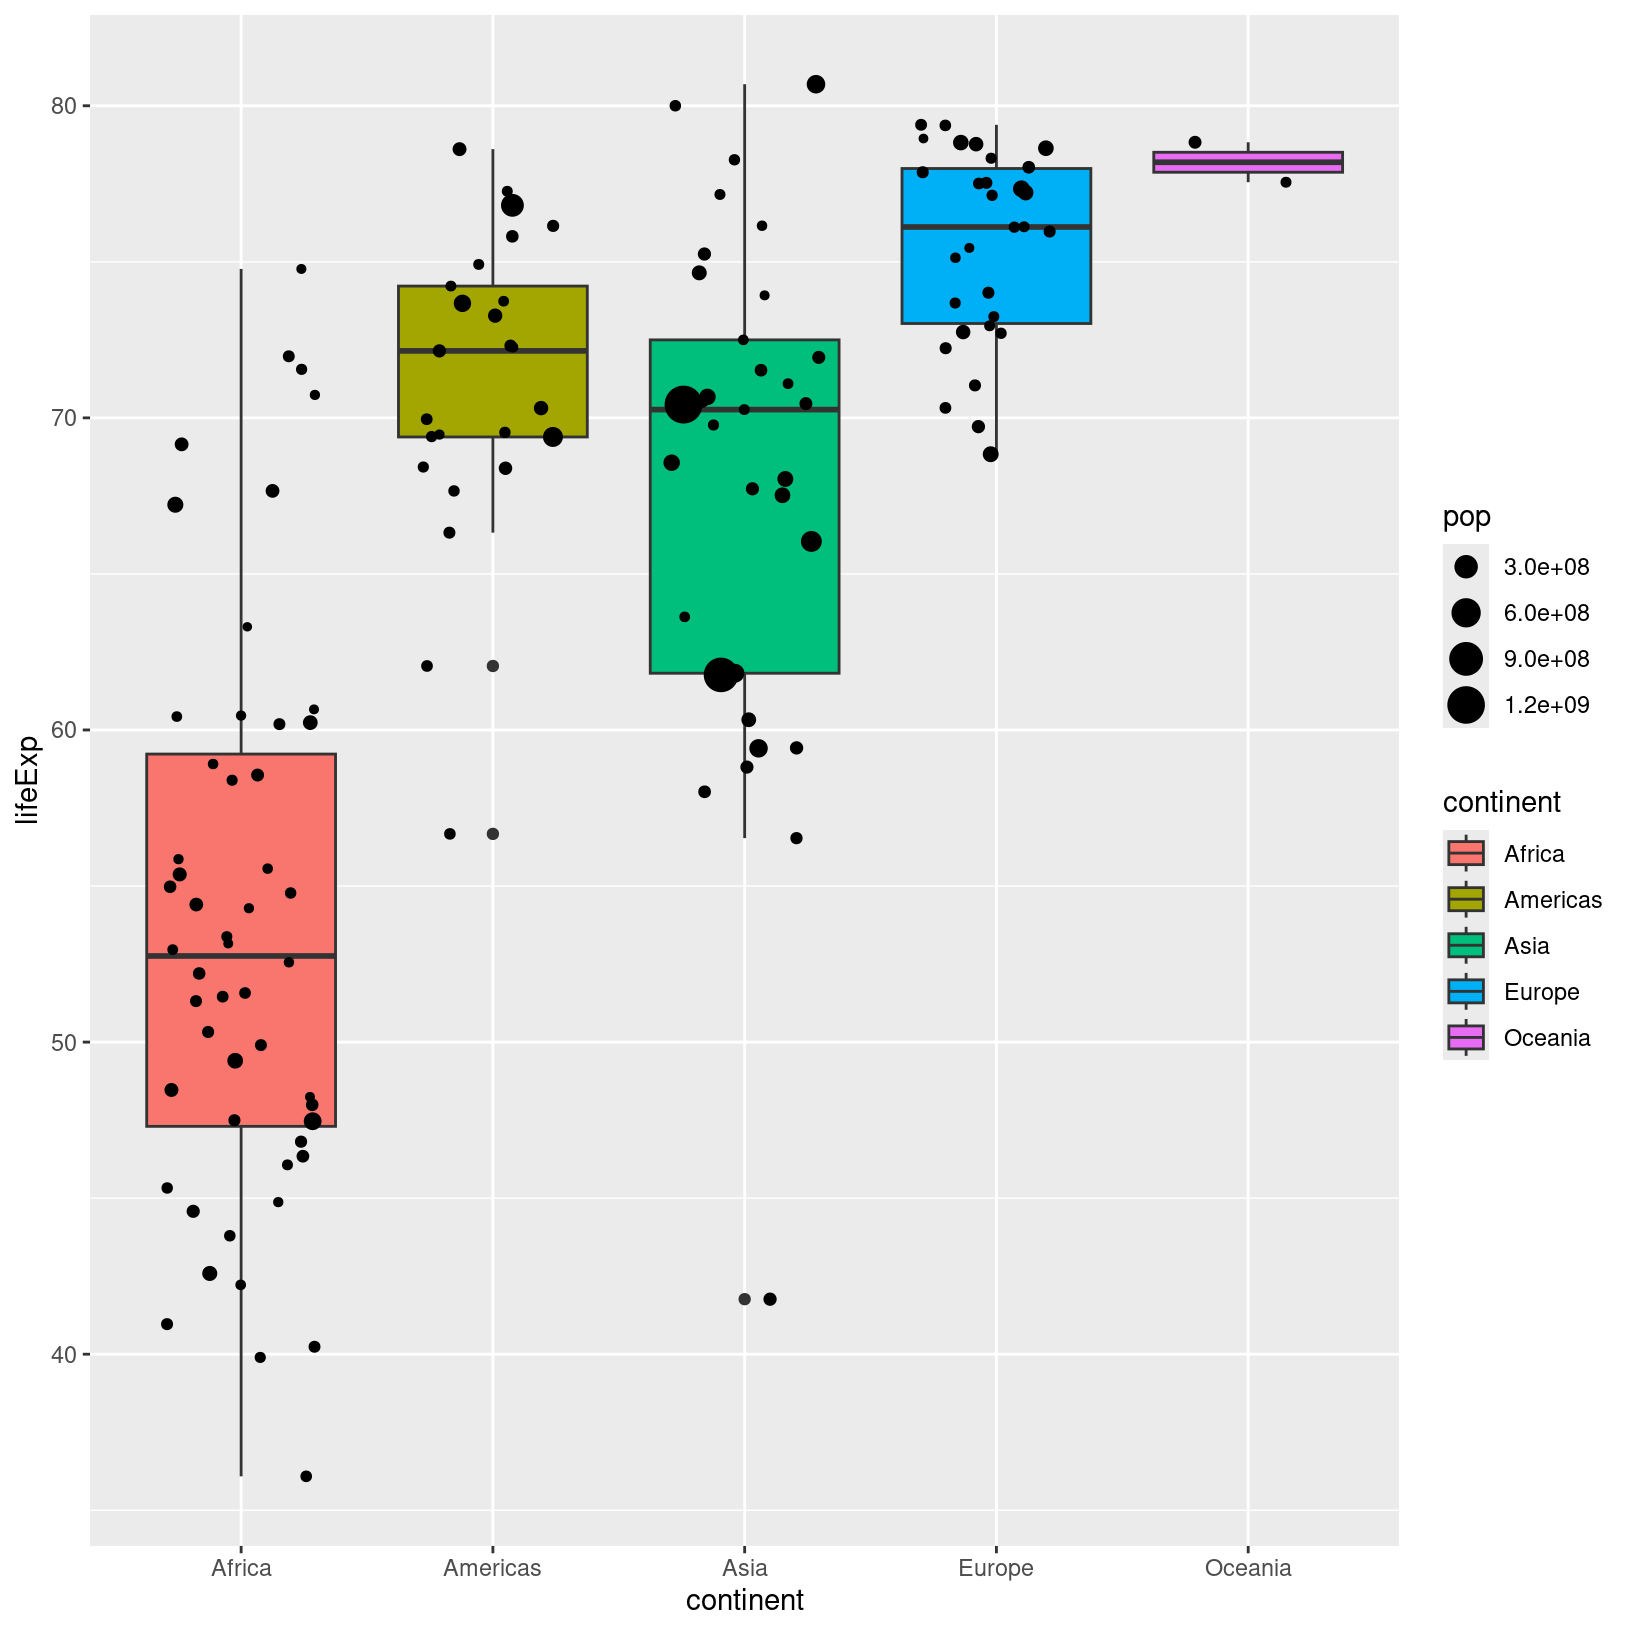 lifeExp
80
70
60
50
40
Africa
Americas
Asia
Europe
Oceania
continent
pop
3.0e+08
6.0e+08
9.0e+08
1.2e+09
continent
Africa
Americas
Asia
Europe
Oceania